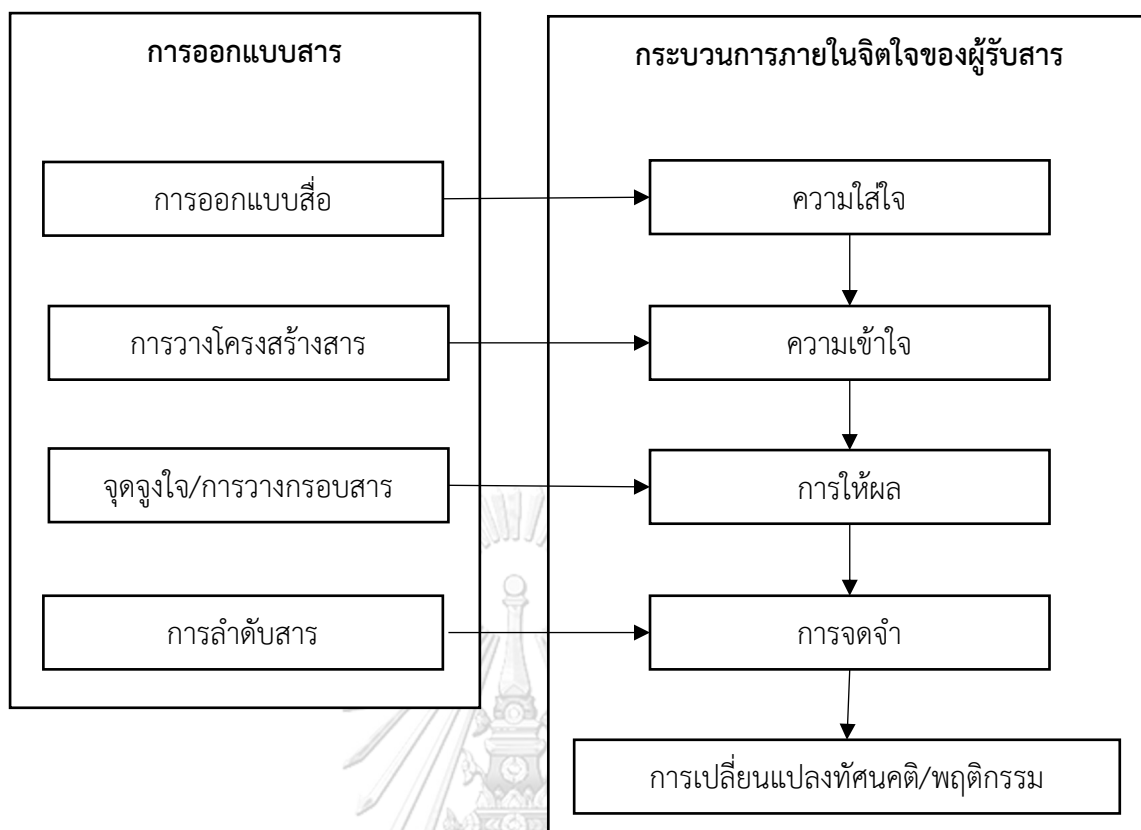 การออกแบบสาร
การออกแบบสื่อ
การวางโครงสร้างสาร
จุดจูงใจ/การวางกรอบสาร
การลำดับสาร
กระบวนการภายในจิตใจของผู้รับสาร
ความใส่ใจ
ความเข้าใจ
การให้ผล
การจดจำ
การเปลี่ยนแปลงทัศนคติ/พฤติกรรม